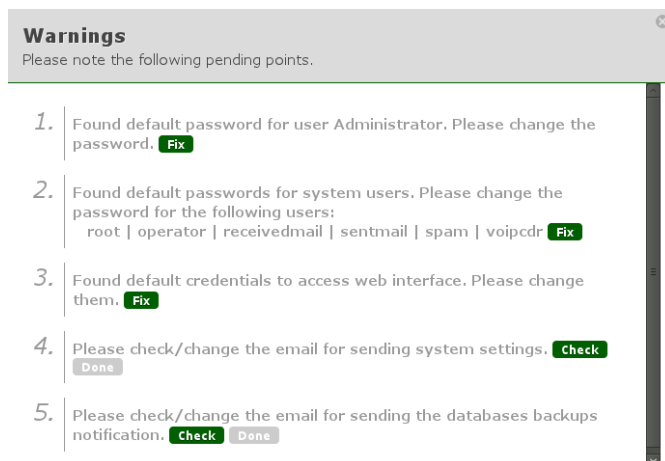 Warnings
Please note the following pending points.
1. Found default password for user Administrator. Please change the
password. Fix
2. Found default passwords for system users. Please change the
password for the following users:
root | operator | receivedmail | sentmail | spam | voipcdr Fix
3. Found default credentials to access web interface. Please change
them. Fix
4. Please check/change the email for sending system settings. Check
Done
5. Please check/change the email for sending the databases backups
notification. Check Done